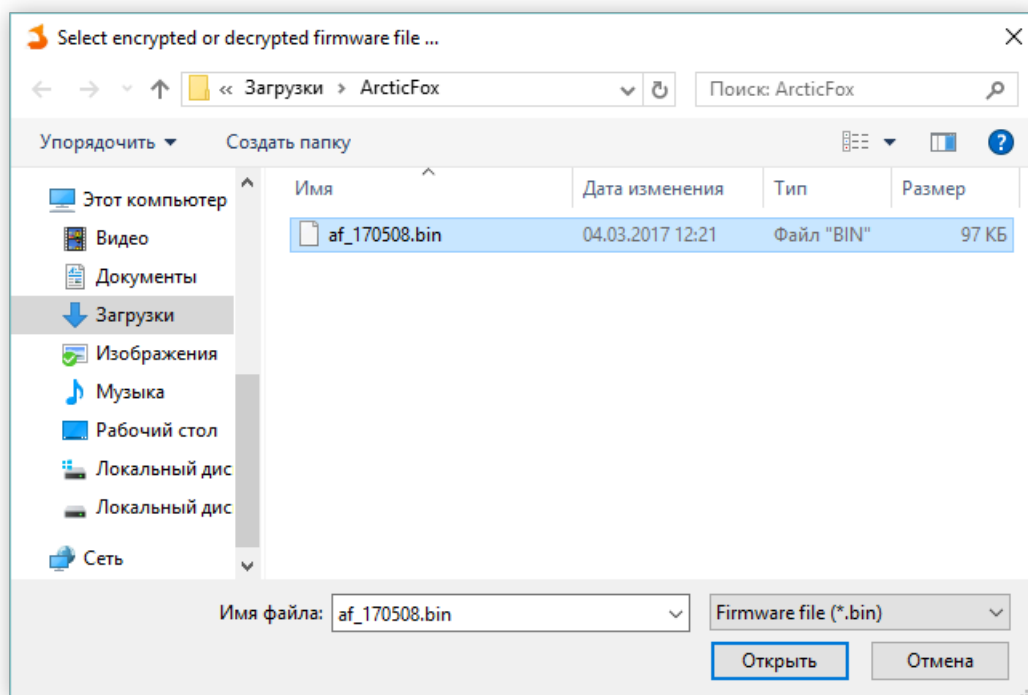 Select encrypted or decrypted firmware file ...
« Загрузки › ArcticFox
Поиск: ArcticFox
Упорядочить
Создать папку
Имя Дата изменения Тип Размер
af_170508.bin 04.03.2017 12:21 Файл "BIN" 97 КБ
Этот компьютер
Видео
Документы
Загрузки
Изображения
Музыка
Рабочий стол
Локальный дис
Локальный дис
Сеть
Имя файла: af_170508.bin
Firmware file (*.bin)
Открыть
Отмена